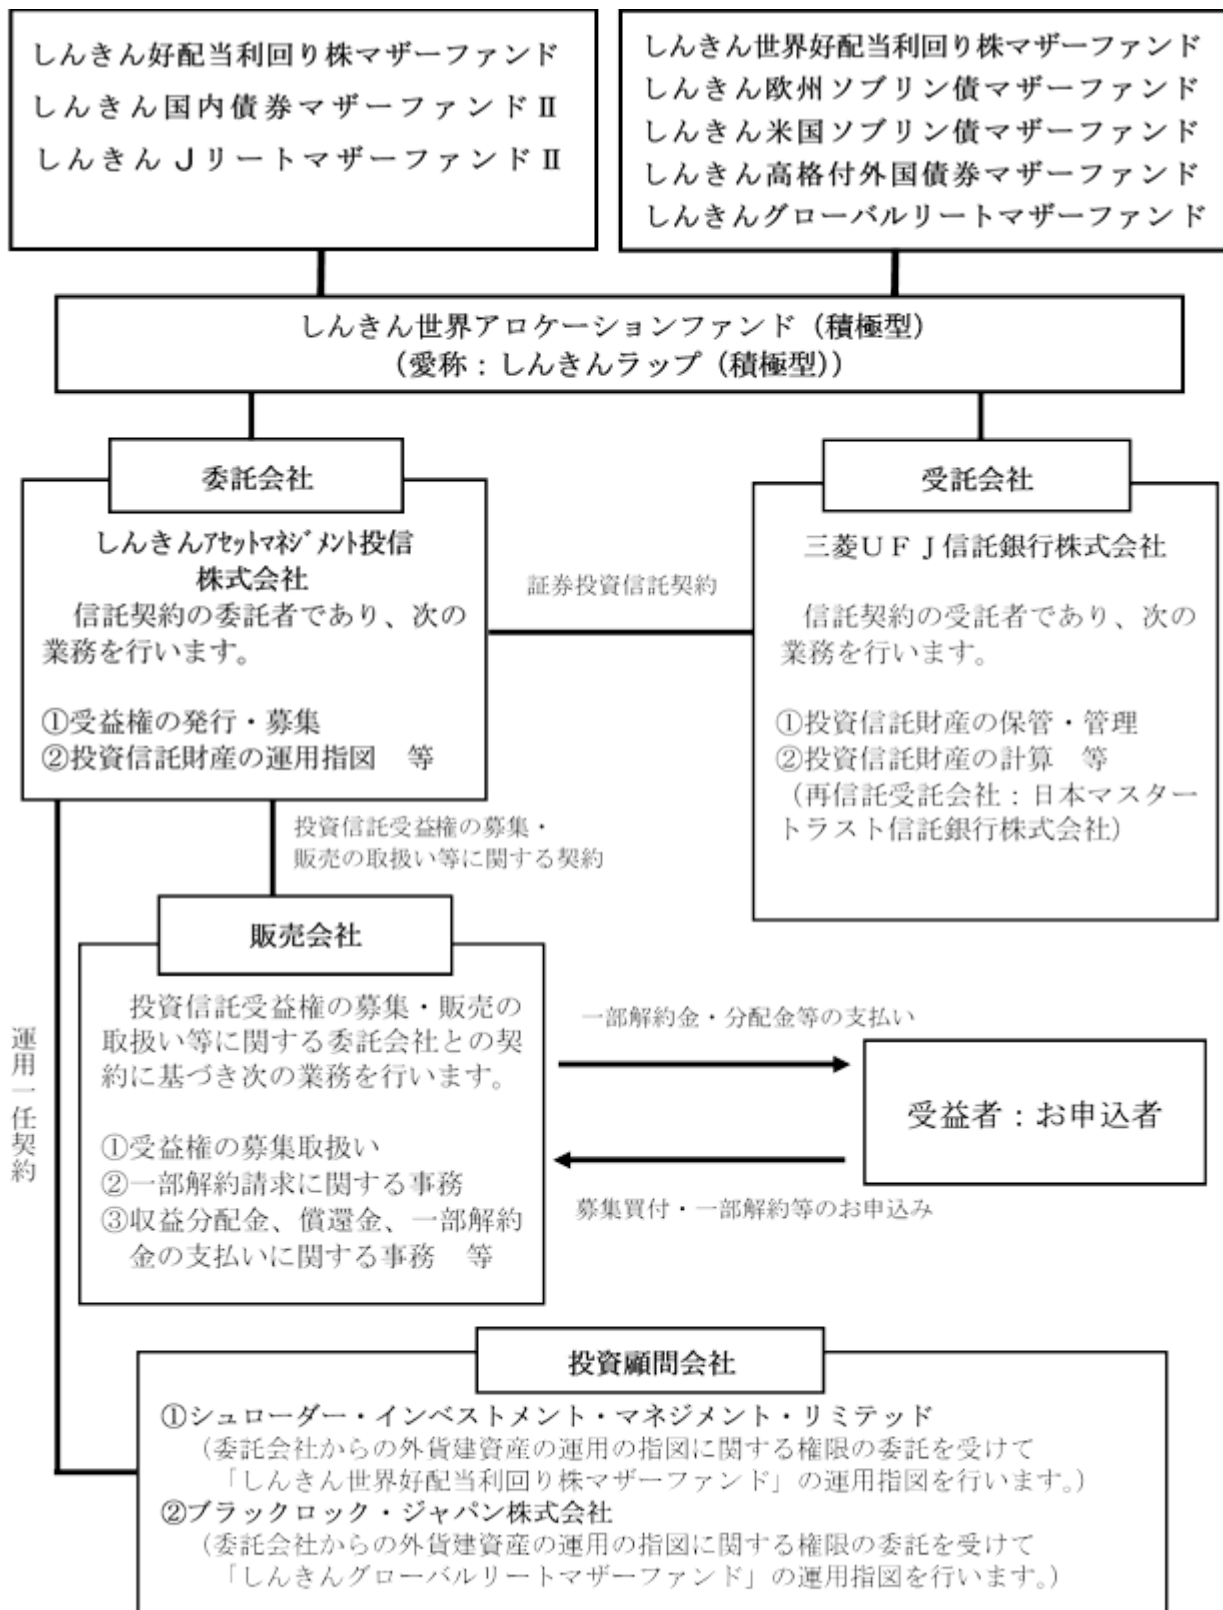 しんきん好配当利回り株マザーファンド
しんきん国内債券マザーファンドⅡ
しんきんJリートマザーファンドⅡ
しんきん世界好配当利回り株マザーファンド
しんきん欧州ソブリン債マザーファンド
しんきん米国ソブリン債マザーファンド
しんきん高格付外国債券マザーファンド
しんきんグローバルリートマザーファンド
しんきん世界アロケーションファンド（積極型）
（愛称：しんきんラップ（積極型））
委託会社
しんきんｱｾｯﾄﾏﾈｼﾞﾒﾝﾄ投信
株式会社
信託契約の委託者であり、次の
業務を行います。
①受益権の発行・募集
②投資信託財産の運用指図　等
証券投資信託契約
受託会社
三菱ＵＦＪ信託銀行株式会社
信託契約の受託者であり、次の
業務を行います。
①投資信託財産の保管・管理
②投資信託財産の計算　等
（再信託受託会社：日本マスター
トラスト信託銀行株式会社）
投資信託受益権の募集・
販売の取扱い等に関する契約
販売会社
投資信託受益権の募集・販売の
取扱い等に関する委託会社との契
約に基づき次の業務を行います。
①受益権の募集取扱い
②一部解約請求に関する事務
③収益分配金、償還金、一部解約
金の支払いに関する事務　等
一部解約金・分配金等の支払い
受益者：お申込者
募集買付・一部解約等のお申込み
運用一任契約
投資顧問会社
①シュローダー・インベストメント・マネジメント・リミテッド
（委託会社からの外貨建資産の運用の指図に関する権限の委託を受けて
「しんきん世界好配当利回り株マザーファンド」の運用指図を行います。）
②ブラックロック・ジャパン株式会社
（委託会社からの外貨建資産の運用の指図に関する権限の委託を受けて
「しんきんグローバルリートマザーファンド」の運用指図を行います。）